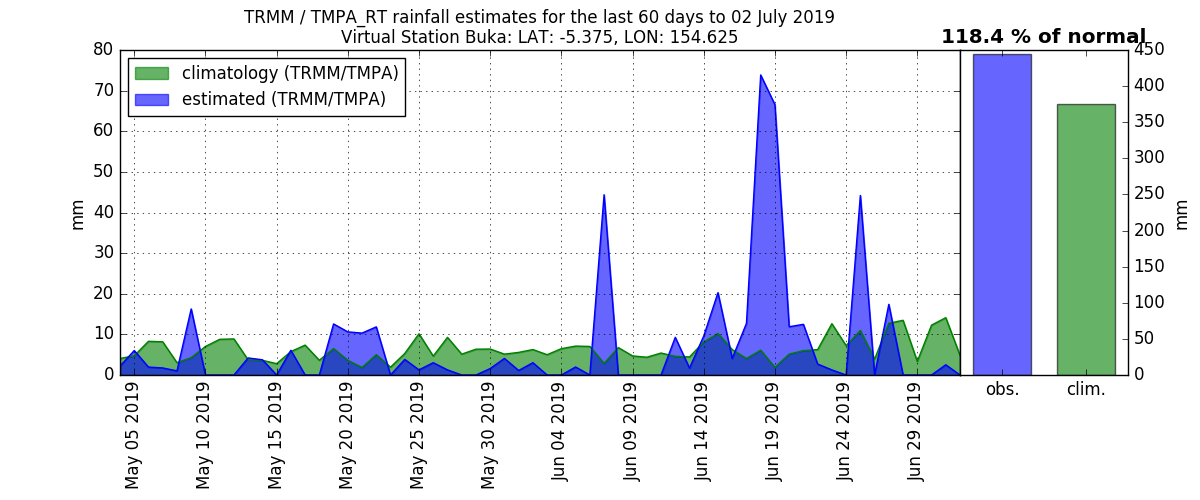 TRMM / TMPA_RT rainfall estimates for the last 60 days to 02 July 2019
Virtual Station Buka: LAT: -5.375, LON: 154.625
118.4 % of normal
climatology (TRMM/TMPA)
estimated (TRMM/TMPA)
80
70
60
50
40
30
20
10
0
mm
May 05 2019
May 10 2019
May 15 2019
May 20 2019
May 25 2019
May 30 2019
Jun 04 2019
Jun 09 2019
Jun 14 2019
Jun 19 2019
Jun 24 2019
Jun 29 2019
obs.
clim.
450
400
350
300
250
200
150
100
50
0
mm